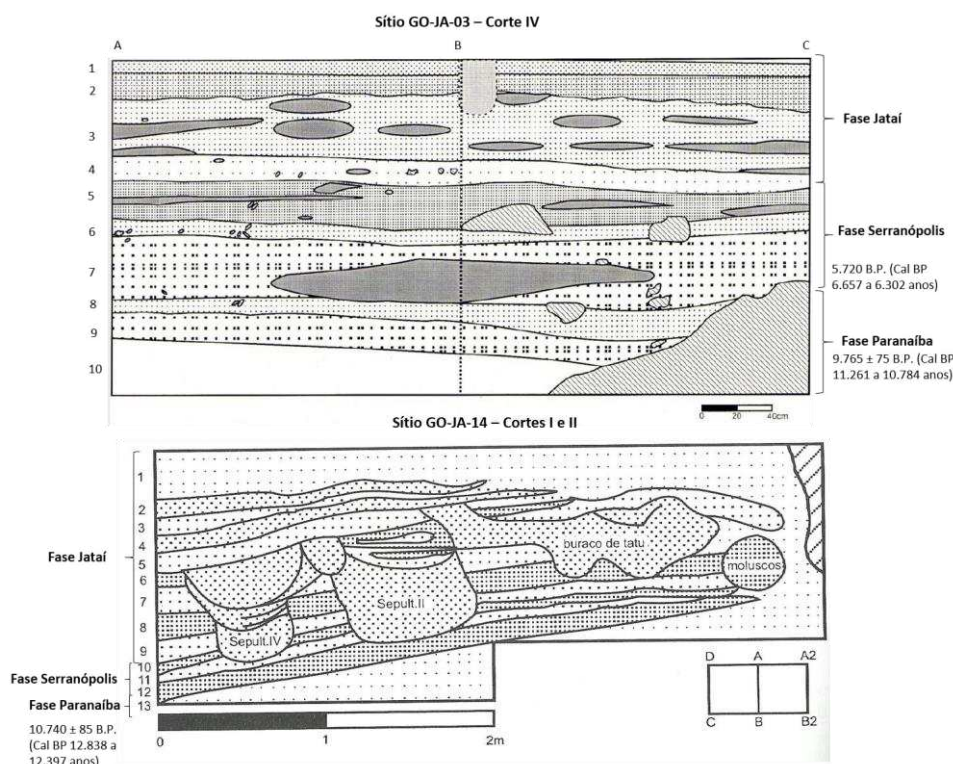 Sítio GO-JA-03 – Corte IV
A B C
1
2
3
4
5
6
7
8
9
10
Fase Jataí
Fase Serranópolis
5.720 B.P. (Cal BP
6.657 a 6.302 anos)
Fase Paranaíba
9.765 ± 75 B.P. (Cal BP
11.261 a 10.784 anos)
0 20 40cm
Sítio GO-JA-14 – Cortes I e II
1
2
3
4
5
6
7
8
9
10
11
12
13
Fase Jataí
Fase Serranópolis
Fase Paranaíba
10.740 ± 85 B.P.
(Cal BP 12.838 a
12.397 anos)
buraco de tatu
moluscos
Sepult.Ii
Sepult.IV
D A A2
C B B2
0 1 2m